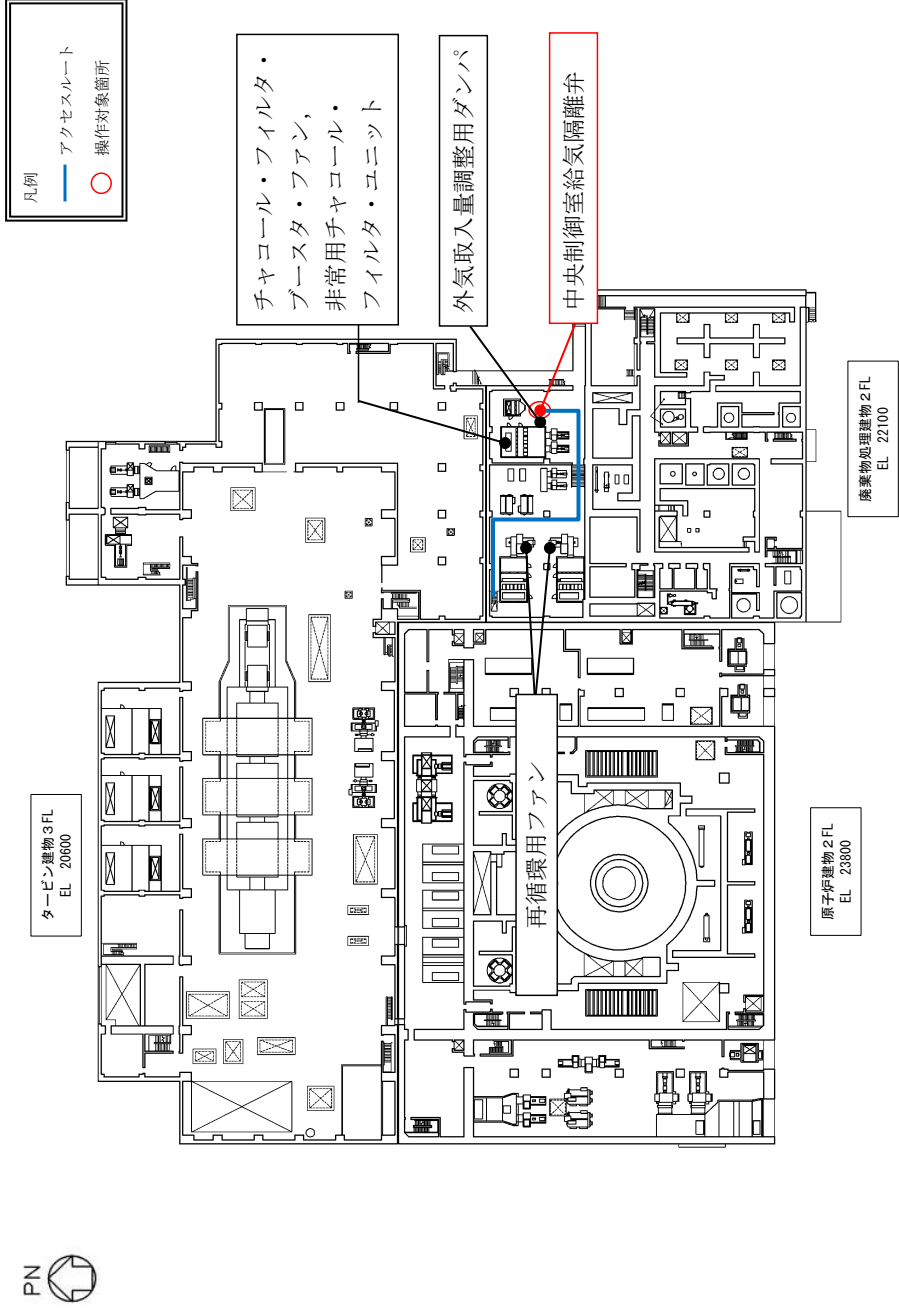 凡例
アクセスルート
操作対象箇所
チャコール・フィルタ・
ブースタ・ファン,
非常用チャコール・
フィルタ・ユニット
外気取入量調整用ダンパ
中央制御室給気隔離弁
再循環用ファン
タービン建物3FL
EL 20600
原子炉建物2FL
EL 23800
廃棄物処理建物2FL
EL 22100
PN